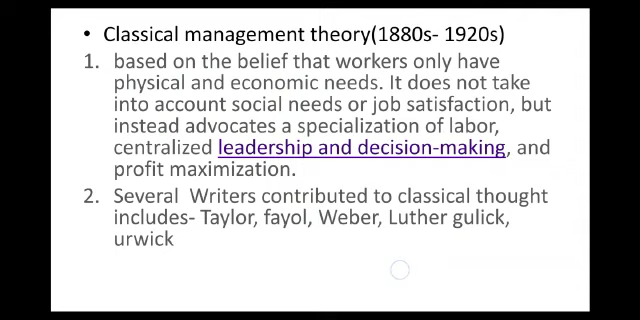 • Classical management theory(1880s- 1920s)
1. based on the belief that workers only have
physical and economic needs. It does not take
into account social needs or job satisfaction, but
instead advocates a specialization of labor,
centralized leadership and decision-making, and
profit maximization.
2. Several Writers contributed to classical thought
includes- Taylor, fayol, Weber, Luther gulick,
urwick